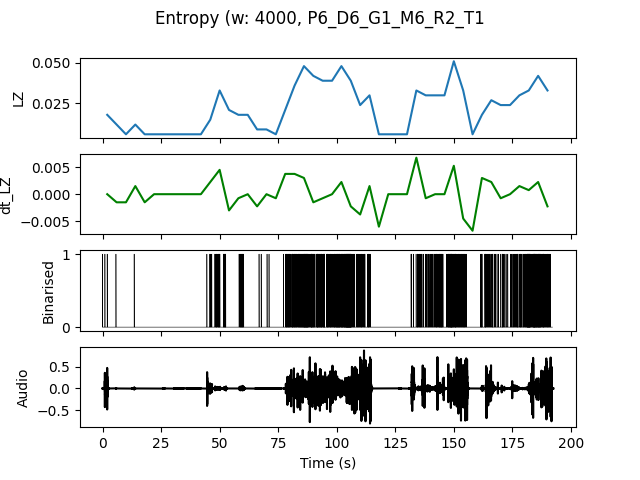 Entropy (w: 4000, P6_D6_G1_M6_R2_T1
0.050
0.025
LZ
0.005
0.000
−0.005
dt_LZ
1
0
Binarised
0.5
0.0
−0.5
Audio
0 25 50 75 100 125 150 175 200
Time (s)